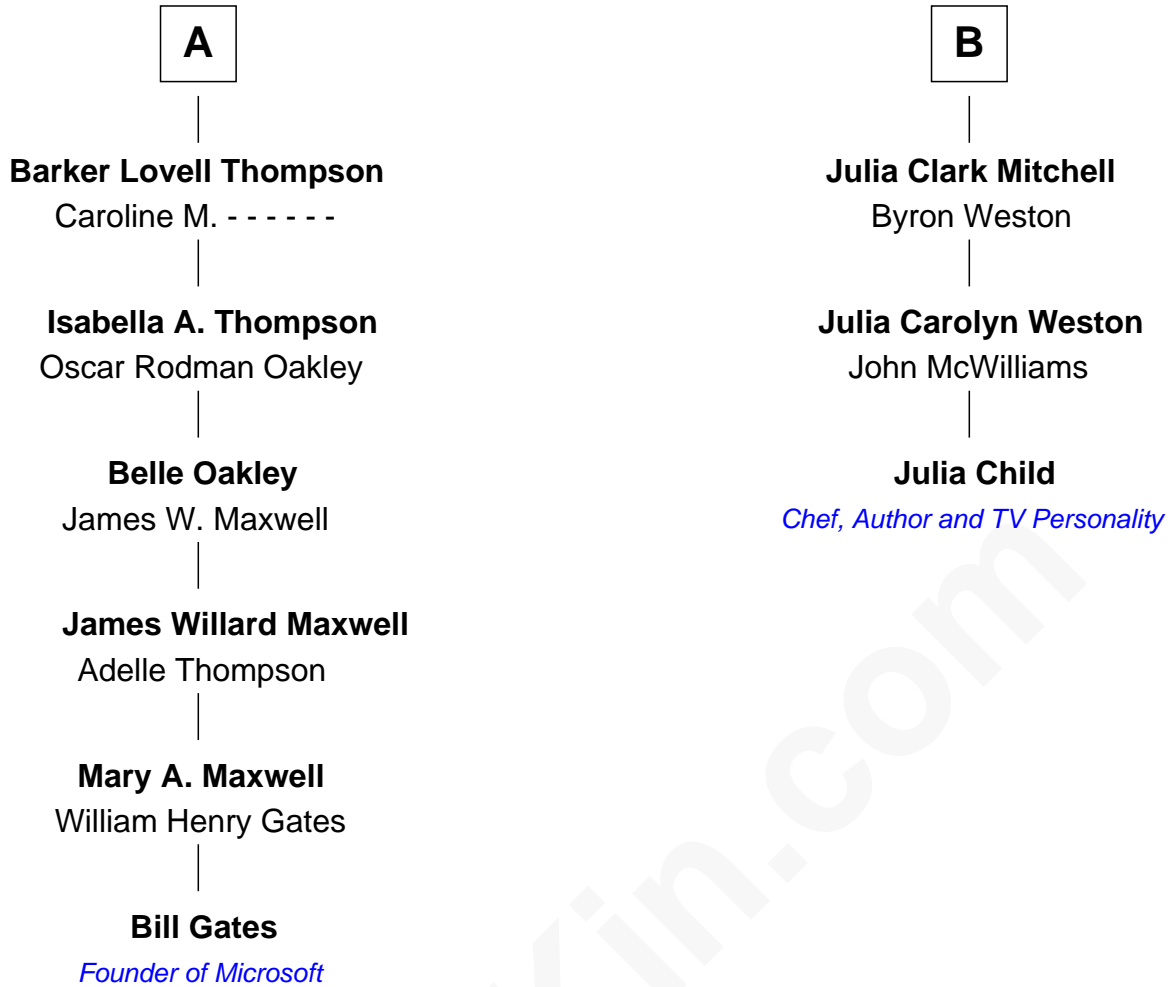 A
Barker Lovell Thompson
Caroline M. - - - - - -
Isabella A. Thompson
Oscar Rodman Oakley
Belle Oakley
James W. Maxwell
James Willard Maxwell
Adelle Thompson
Mary A. Maxwell
William Henry Gates
Bill Gates
Founder of Microsoft
B
Julia Clark Mitchell
Byron Weston
Julia Carolyn Weston
John McWilliams
Julia Child
Chef, Author and TV Personality
Kin.com